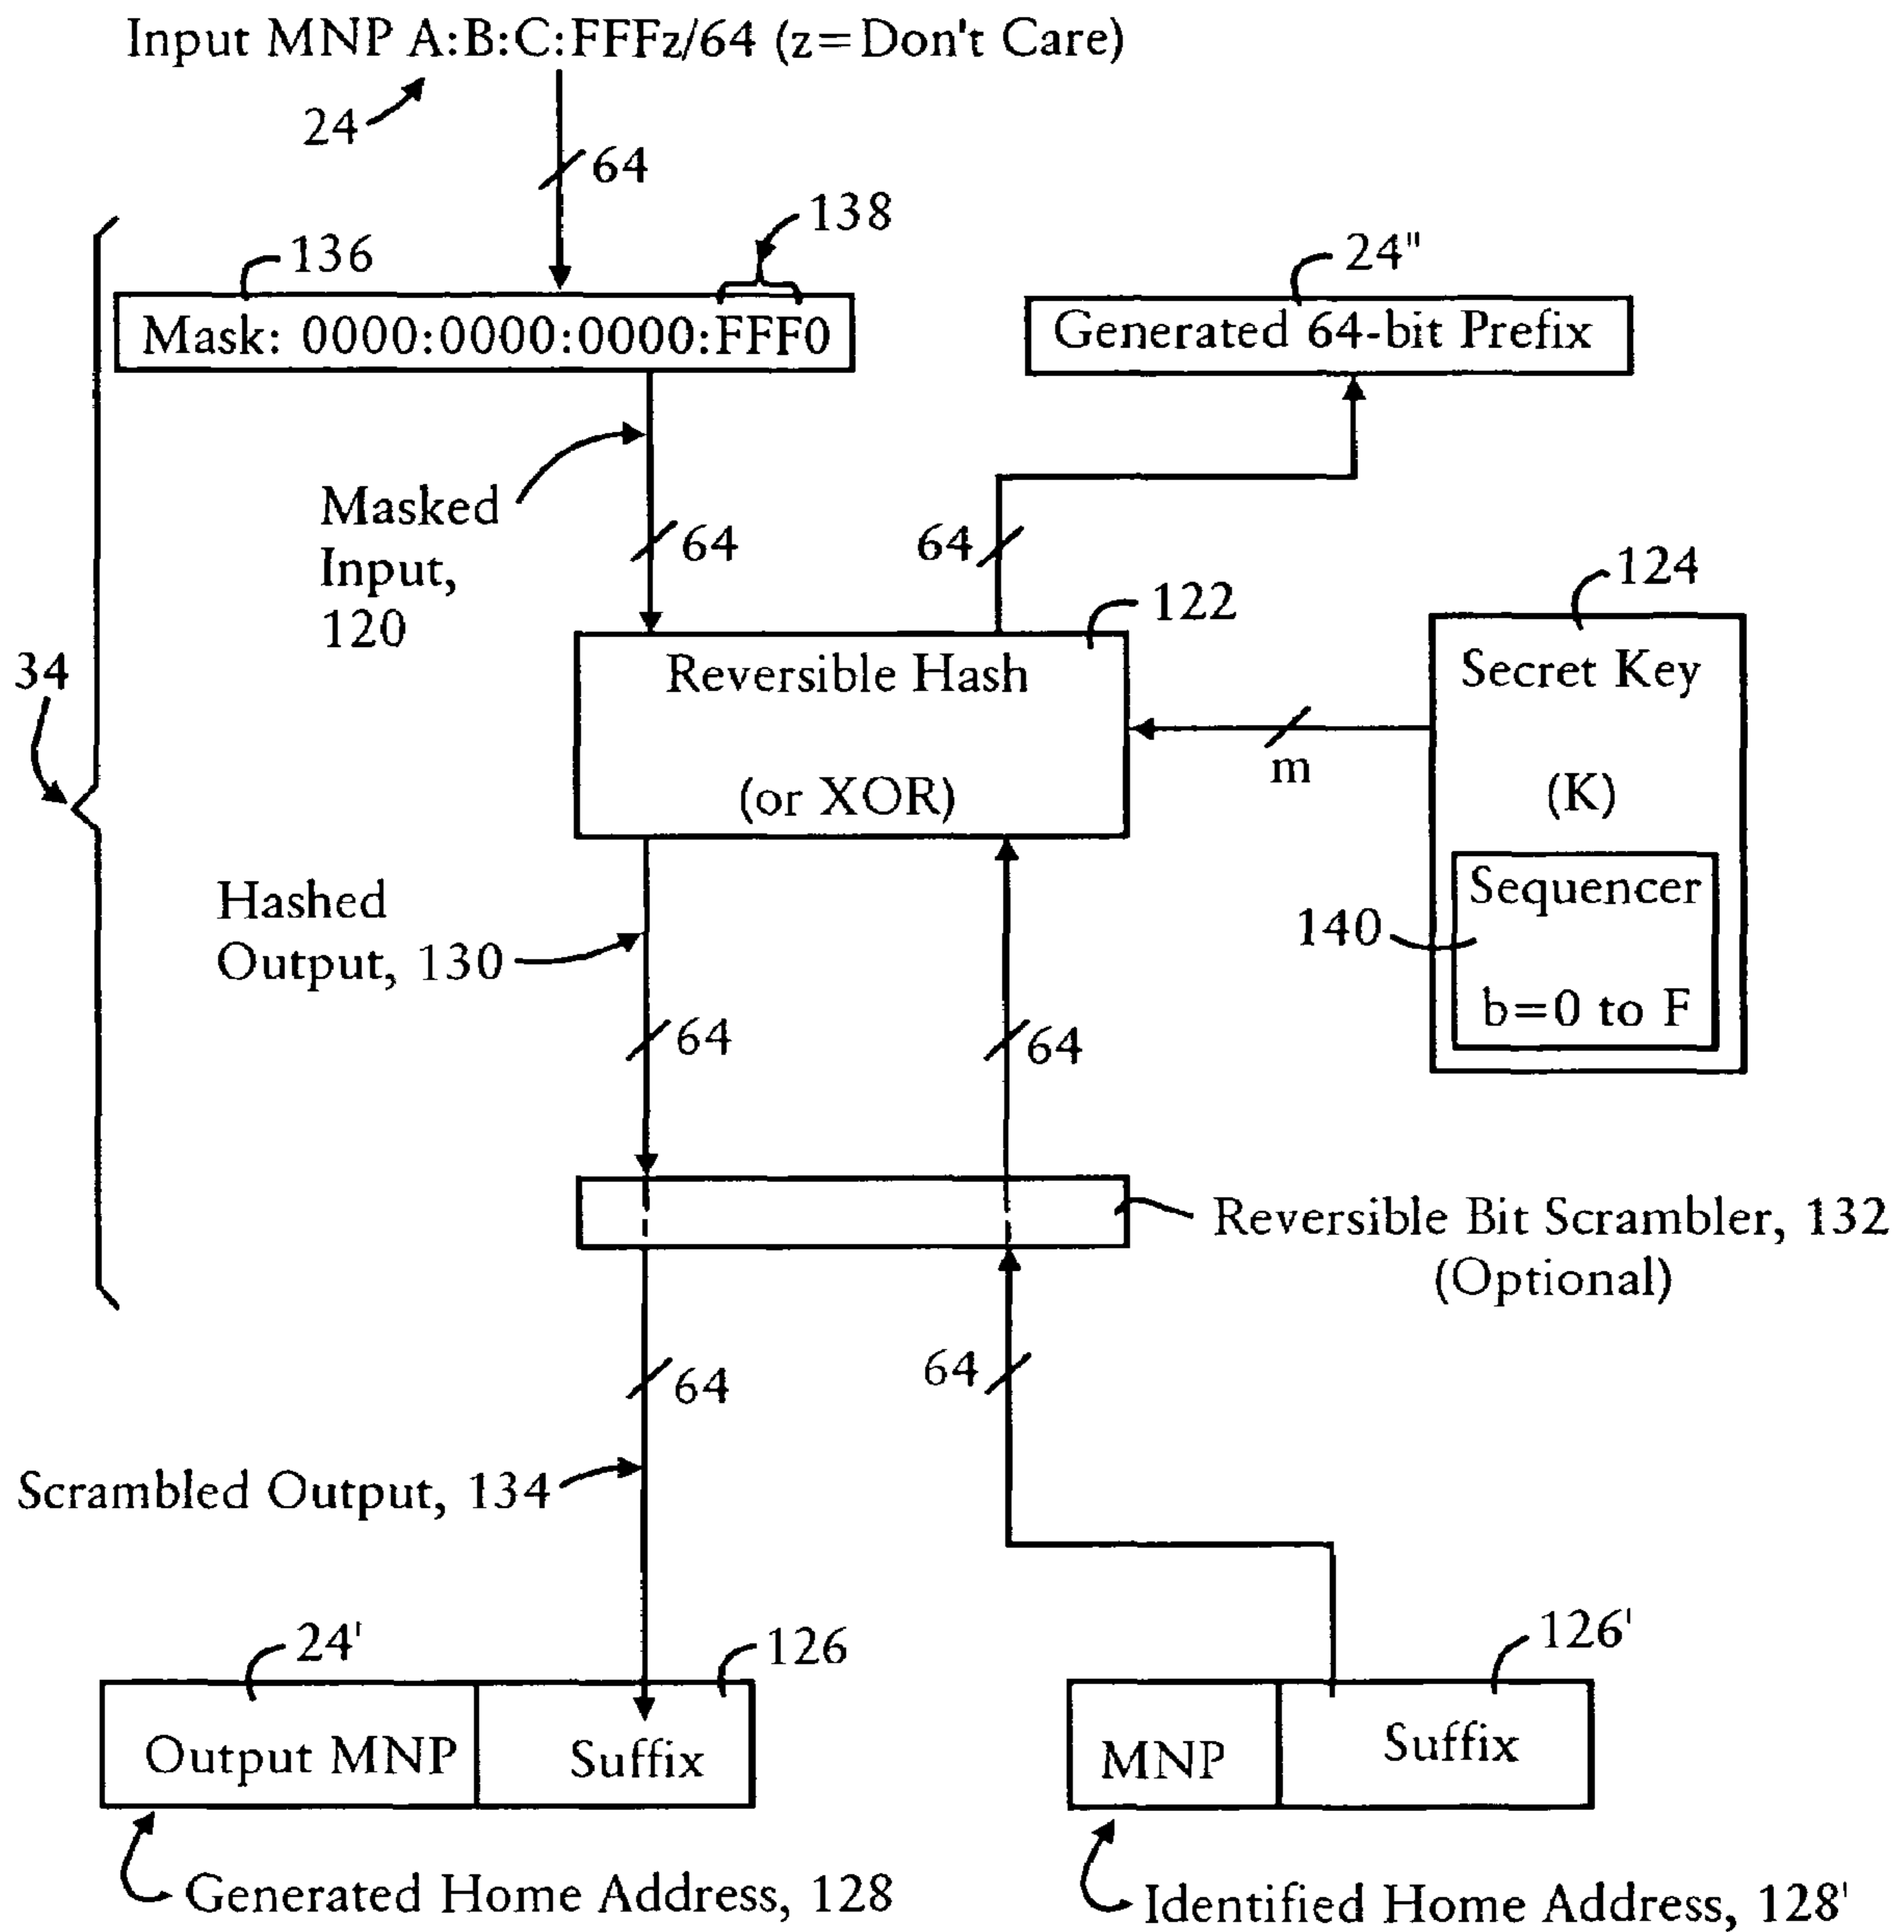 Input MNP A:B:C:FFFz/64 (z=Don't Care)
24
64
138
136
24"
Mask: 0000:0000:0000:FFF0
Generated 64-bit Prefix
Masked
Input,
120
64
64
122
124
34
Reversible Hash
(or XOR)
m
Secret Key
(K)
Sequencer
b=0 to F
140
Hashed
Output, 130
64
64
Reversible Bit Scrambler, 132
(Optional)
64
64
Scrambled Output, 134
24'
126
126'
Output MNP
Suffix
MNP
Suffix
Generated Home Address, 128
Identified Home Address, 128'